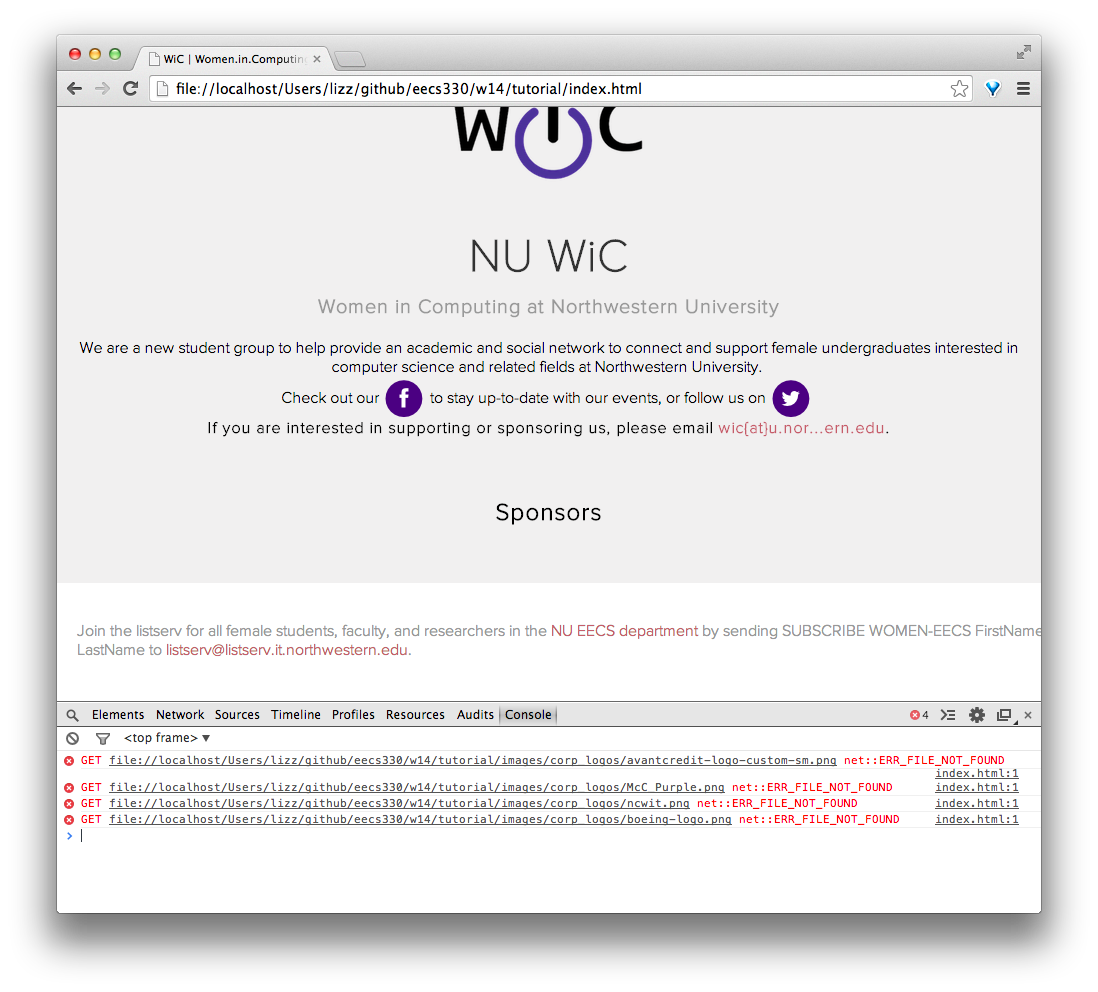 WiC | Women.in.Computin
file://localhost/Users/lizz/github/eecs330/w14/tutorial/index.html
WiC
NU WiC
Women in Computing at Northwestern University
We are a new student group to help provide an academic and social network to connect and support female undergraduates interested in
computer science and related fields at Northwestern University.
Check out our f to stay up-to-date with our events, or follow us on
If you are interested in supporting or sponsoring us, please email wic{at}u.nor...ern.edu.
Sponsors
Join the listserv for all female students, faculty, and researchers in the NU EECS department by sending SUBSCRIBE WOMEN-EECS FirstName
LastName to listserv@listserv.it.northwestern.edu.
Elements Network Sources Timeline Profiles Resources Audits Console 4
<top frame>
GET file://localhost/Users/lizz/github/eecs330/w14/tutorial/images/corp_logos/avantcredit-logo-custom-sm.png net::ERR_FILE_NOT_FOUND
index.html:1
GET file://localhost/Users/lizz/github/eecs330/w14/tutorial/images/corp_logos/McC_Purple.png net::ERR_FILE_NOT_FOUND index.html:1
GET file://localhost/Users/lizz/github/eecs330/w14/tutorial/images/corp_logos/ncwit.png net::ERR_FILE_NOT_FOUND index.html:1
GET file://localhost/Users/lizz/github/eecs330/w14/tutorial/images/corp_logos/boeing-logo.png net::ERR_FILE_NOT_FOUND index.html:1